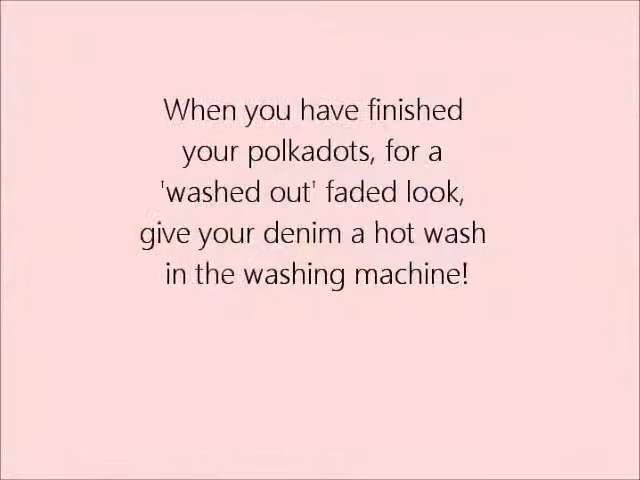 When you have finished
your polkadots, for a
'washed out' faded look,
give your denim a hot wash
in the washing machine!